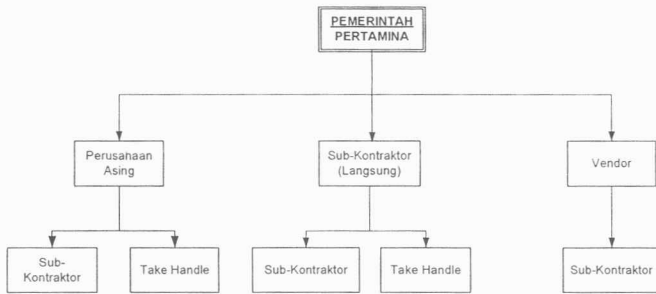 PEMERINTAH
PERTAMINA
Perusahaan
Asing
Sub-Kontraktor
(Langsung)
Vendor
Sub-
Kontraktor
Take Handle
Sub-Kontraktor
Take Handle
Sub-Kontraktor